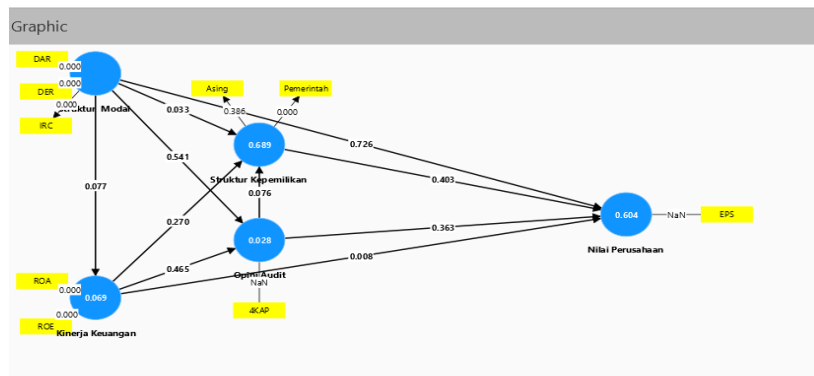 Graphic
DAR
0.000
DER
0.000
0.000
IRC
Struktur Modal
Asing
Pemerintah
0.386
0.000
0.033
0.689
Struktur Kepemilikan
0.726
0.541
0.403
0.077
0.076
0.270
0.604
NaN
EPS
Nilai Perusahaan
0.363
0.028
Opini Audit
0.465
0.008
NaN
4KAP
ROA
0.000
0.069
0.000
ROE
Kinerja Keuangan